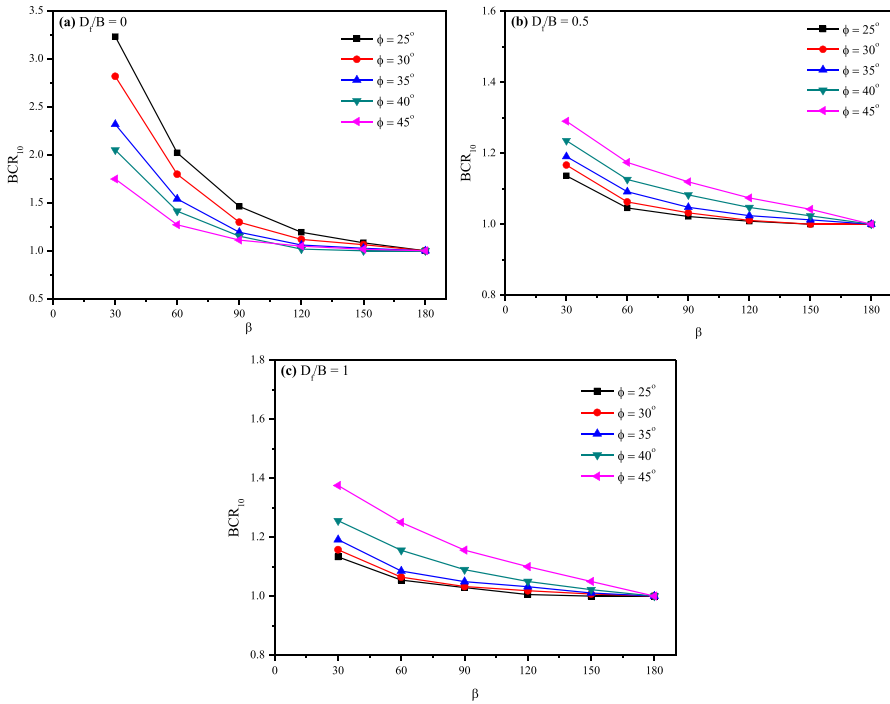 (a) D_f/B = 0
ϕ = 25°
ϕ = 30°
ϕ = 35°
ϕ = 40°
ϕ = 45°
BCR_10
3.5
3.0
2.5
2.0
1.5
1.0
0.5
0 30 60 90 120 150 180
β
(b) D_f/B = 0.5
ϕ = 25°
ϕ = 30°
ϕ = 35°
ϕ = 40°
ϕ = 45°
BCR_10
1.6
1.4
1.2
1.0
0.8
0 30 60 90 120 150 180
β
(c) D_f/B = 1
ϕ = 25°
ϕ = 30°
ϕ = 35°
ϕ = 40°
ϕ = 45°
BCR_10
1.8
1.6
1.4
1.2
1.0
0.8
0 30 60 90 120 150 180
β